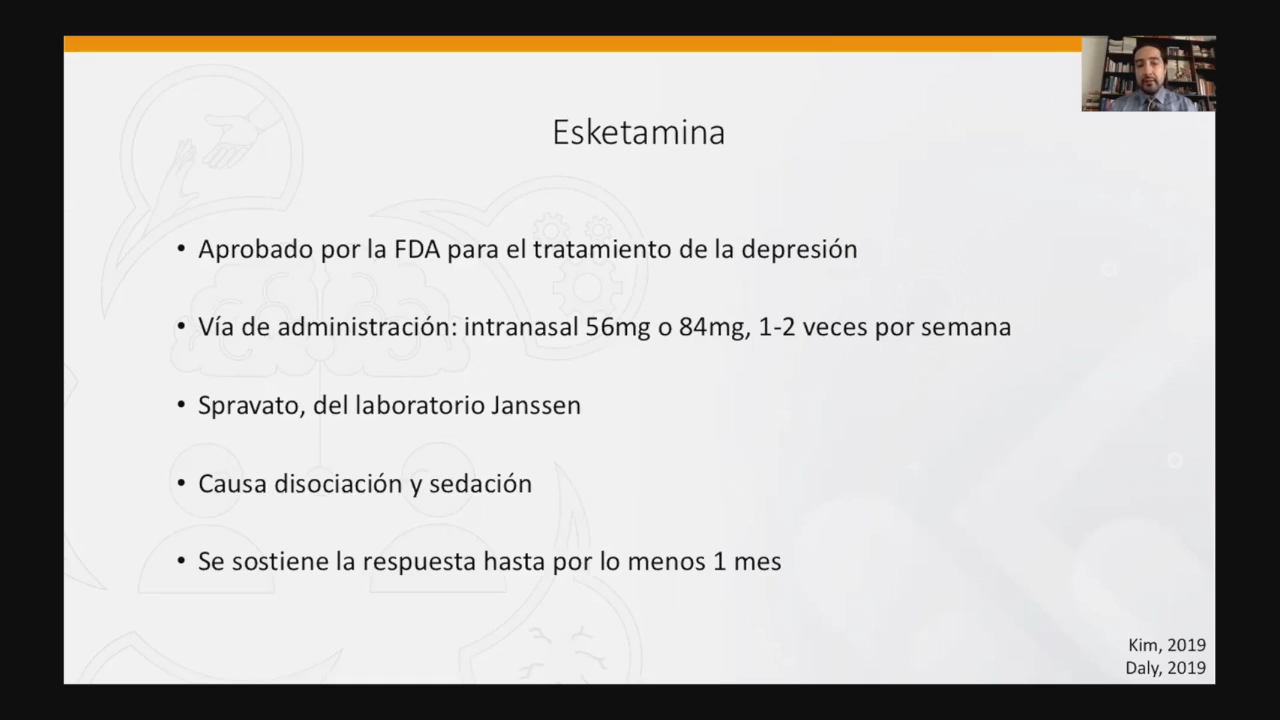 Esketamina
• Aprobado por la FDA para el tratamiento de la depresión
• Vía de administración: intranasal 56mg o 84mg, 1-2 veces por semana
• Spravato, del laboratorio Janssen
• Causa disociación y sedación
• Se sostiene la respuesta hasta por lo menos 1 mes
Kim, 2019
Daly, 2019